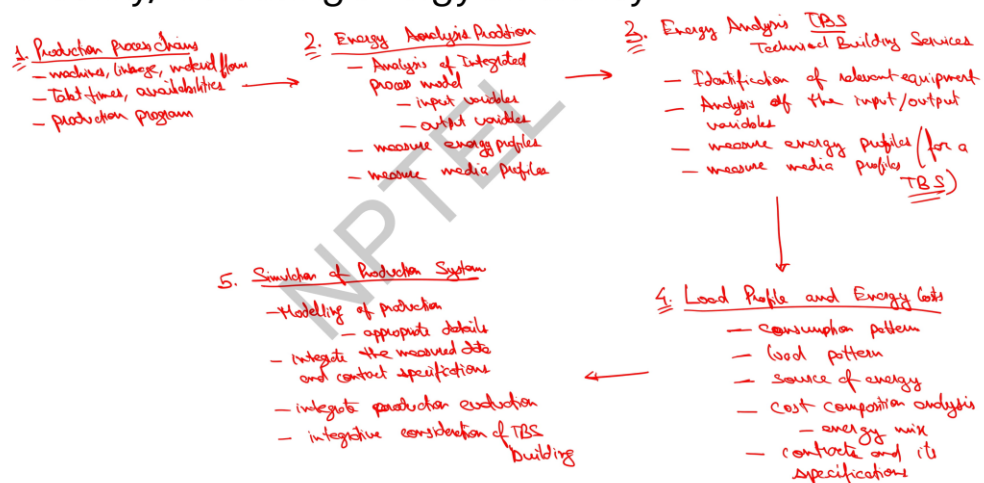 1. Production process chains
— machine, linkage, material flow
— Takt times, availabilities
— production program
2. Energy Analysis Prodtion
— Analysis of Integrated
process model
— input variables
— output variables
— measure energy profiles
— measure media profiles
3. Energy Analysis TBS
Technical Building Services
— Identification of relevant equipment
— Analysis off the input/output
variables
— measure energy profiles (for a
— measure media profiles TBS)
4. Load Profile and Energy Costs
— consumption pattern
— load pattern
— source of energy
— cost composition analysis
— energy mix
— contracts and its
specifications
5. Simulation of Production System
— Modelling of production
— appropriate details
— integrate the measured data
and contact specifications
— integrate production evaluation
— integrative consideration of TBS
building
NPTEL